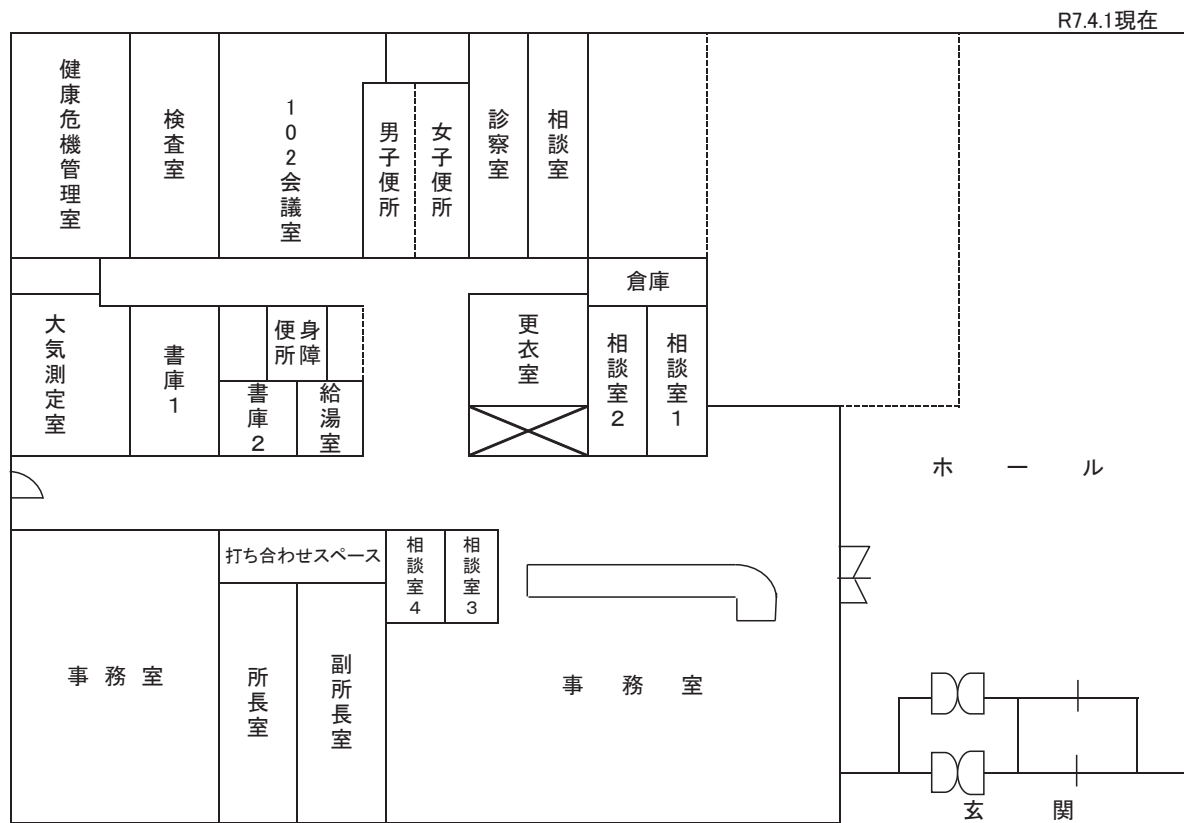 R7.4.1現在
健康危機管理室
検査室
102会議室
男子便所
女子便所
診察室
相談室
倉庫
大気測定室
書庫1
身障
便所
書庫2
給湯室
更衣室
相談室2
相談室1
ホール
打ち合わせスペース
相談室4
相談室3
事務室
所長室
副所長室
事務室
玄関